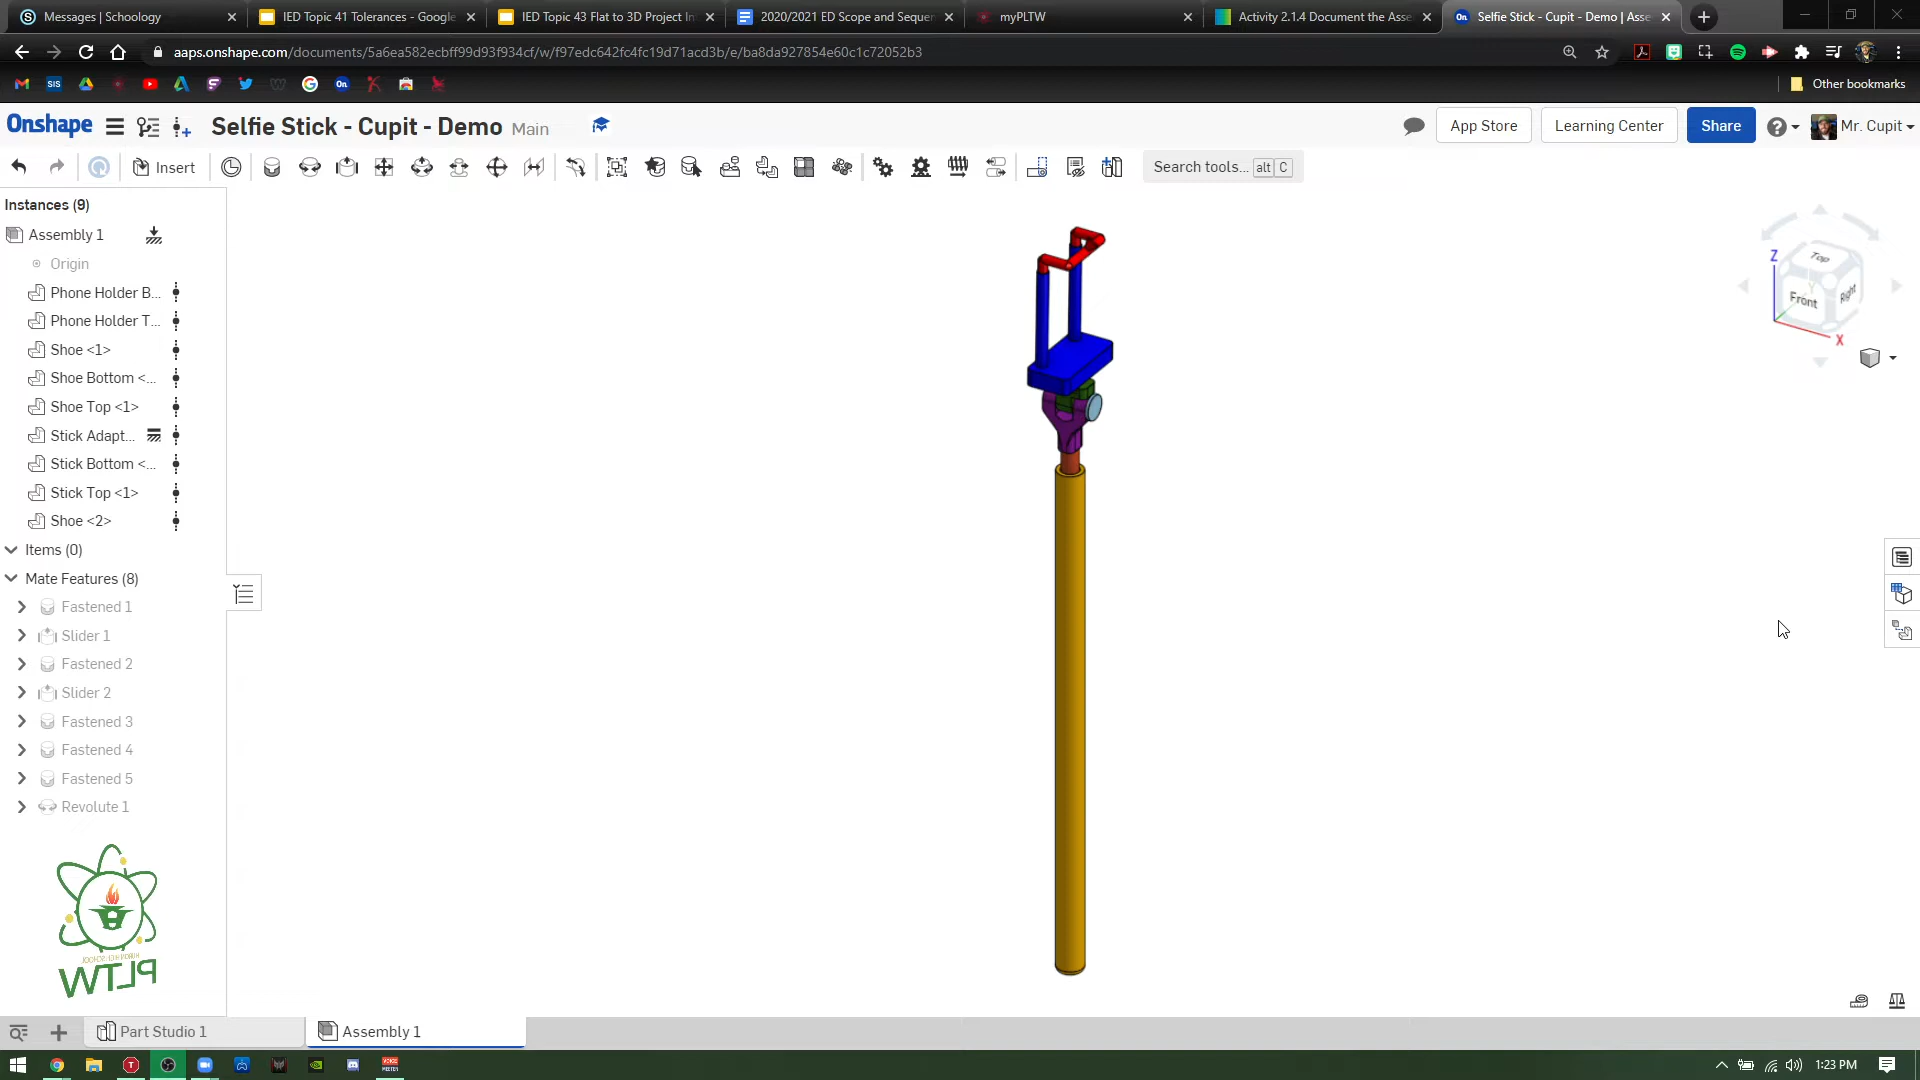 Messages | Schoology
IED Topic 41 Tolerances - Google
IED Topic 43 Flat to 3D Project In
2020/2021 ED Scope and Sequen
myPLTW
Activity 2.1.4 Document the Asse
Selfie Stick - Cupit - Demo | Asse
aaps.onshape.com/documents/5a6ea582ecbff99d93f934cf/w/f97edc642fc4fc19d71acd3b/e/ba8da927854e60c1c72052b3
SIS
On
Other bookmarks
Onshape
Selfie Stick - Cupit - Demo Main
App Store
Learning Center
Share
Mr. Cupit
Insert
Search tools... alt C
Instances (9)
Assembly 1
Origin
Phone Holder B...
Phone Holder T...
Shoe <1>
Shoe Bottom <...
Shoe Top <1>
Stick Adapt...
Stick Bottom <...
Stick Top <1>
Shoe <2>
Items (0)
Mate Features (8)
Fastened 1
Slider 1
Fastened 2
Slider 2
Fastened 3
Fastened 4
Fastened 5
Revolute 1
Z
Top
Y
Front
Right
X
PLTW
Part Studio 1
Assembly 1
1:23 PM